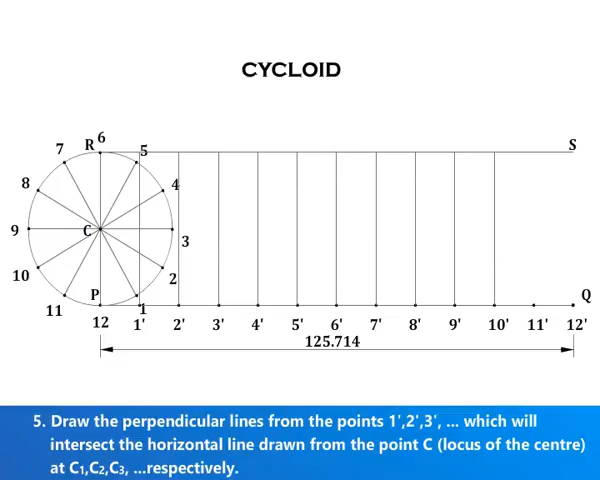 CYCLOID
R 6 S
7 5
8 4
9 C 3
10 2
11 P 1 Q
12 1' 2' 3' 4' 5' 6' 7' 8' 9' 10' 11' 12'
125.714
5. Draw the perpendicular lines from the points 1',2',3', ... which will
intersect the horizontal line drawn from the point C (locus of the centre)
at C₁,C₂,C₃, ...respectively.